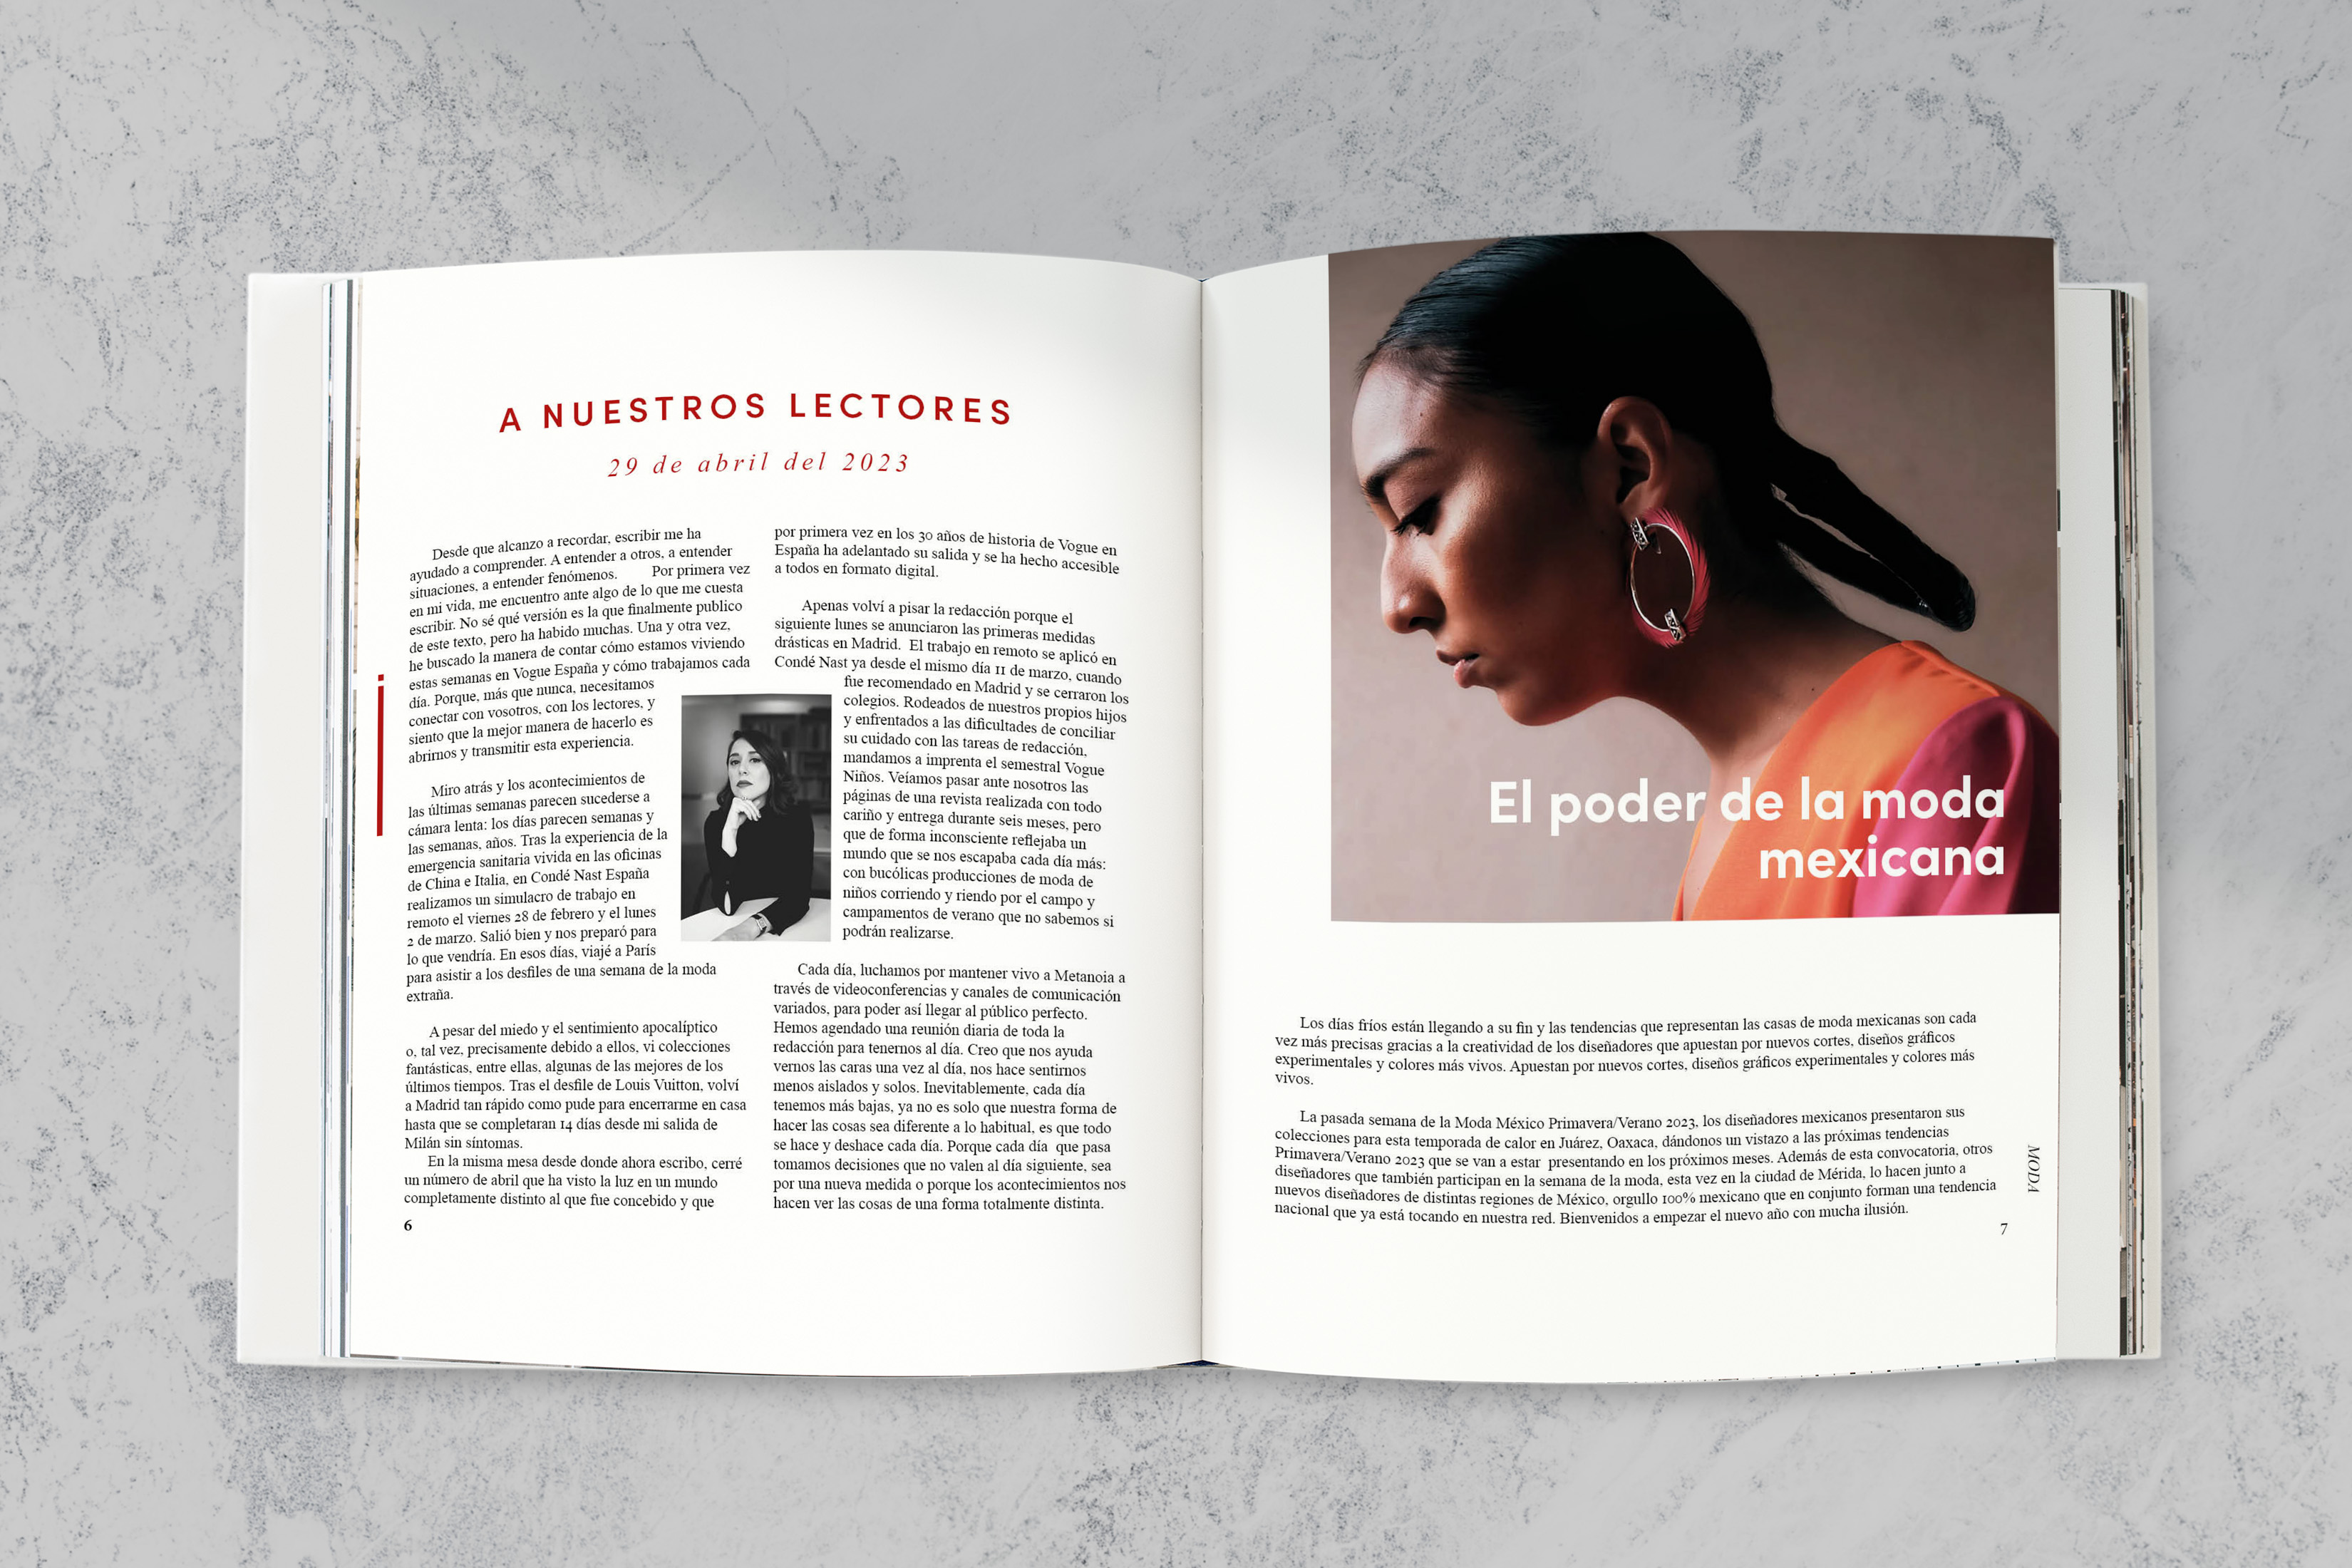 A NUESTROS LECTORES
29 de abril del 2023
Desde que alcanzo a recordar, escribir me ha
ayudado a comprender. A entender a otros, a entender
situaciones, a entender fenómenos. Por primera vez
en mi vida, me encuentro ante algo de lo que me cuesta
escribir. No sé qué versión es la que finalmente publico
de este texto, pero ha habido muchas. Una y otra vez,
he buscado la manera de contar cómo estamos viviendo
estas semanas en Vogue España y cómo trabajamos cada
día. Porque, más que nunca, necesitamos
conectar con vosotros, con los lectores, y
siento que la mejor manera de hacerlo es
abrirnos y transmitir esta experiencia.
Miro atrás y los acontecimientos de
las últimas semanas parecen sucederse a
cámara lenta: los días parecen semanas y
las semanas, años. Tras la experiencia de la
emergencia sanitaria vivida en las oficinas
de China e Italia, en Condé Nast España
realizamos un simulacro de trabajo en
remoto el viernes 28 de febrero y el lunes
2 de marzo. Salió bien y nos preparó para
lo que vendría. En esos días, viajé a París
para asistir a los desfiles de una semana de la moda
extraña.
A pesar del miedo y el sentimiento apocalíptico
o, tal vez, precisamente debido a ellos, vi colecciones
fantásticas, entre ellas, algunas de las mejores de los
últimos tiempos. Tras el desfile de Louis Vuitton, volví
a Madrid tan rápido como pude para encerrarme en casa
hasta que se completaran 14 días desde mi salida de
Milán sin síntomas.
En la misma mesa desde donde ahora escribo, cerré
un número de abril que ha visto la luz en un mundo
completamente distinto al que fue concebido y que
6
por primera vez en los 30 años de historia de Vogue en
España ha adelantado su salida y se ha hecho accesible
a todos en formato digital.
Apenas volví a pisar la redacción porque el
siguiente lunes se anunciaron las primeras medidas
drásticas en Madrid. El trabajo en remoto se aplicó en
Condé Nast ya desde el mismo día 11 de marzo, cuando
fue recomendado en Madrid y se cerraron los
colegios. Rodeados de nuestros propios hijos
y enfrentados a las dificultades de conciliar
su cuidado con las tareas de redacción,
mandamos a imprenta el semestral Vogue
Niños. Veíamos pasar ante nosotros las
páginas de una revista realizada con todo
cariño y entrega durante seis meses, pero
que de forma inconsciente reflejaba un
mundo que se nos escapaba cada día más:
con bucólicas producciones de moda de
niños corriendo y riendo por el campo y
campamentos de verano que no sabemos si
podrán realizarse.
Cada día, luchamos por mantener vivo a Metanoia a
través de videoconferencias y canales de comunicación
variados, para poder así llegar al público perfecto.
Hemos agendado una reunión diaria de toda la
redacción para tenernos al día. Creo que nos ayuda
vernos las caras una vez al día, nos hace sentirnos
menos aislados y solos. Inevitablemente, cada día
tenemos más bajas, ya no es solo que nuestra forma de
hacer las cosas sea diferente a lo habitual, es que todo
se hace y deshace cada día. Porque cada día que pasa
tomamos decisiones que no valen al día siguiente, sea
por una nueva medida o porque los acontecimientos nos
hacen ver las cosas de una forma totalmente distinta.
El poder de la moda
mexicana
Los días fríos están llegando a su fin y las tendencias que representan las casas de moda mexicanas son cada
vez más precisas gracias a la creatividad de los diseñadores que apuestan por nuevos cortes, diseños gráficos
experimentales y colores más vivos. Apuestan por nuevos cortes, diseños gráficos experimentales y colores más
vivos.
La pasada semana de la Moda México Primavera/Verano 2023, los diseñadores mexicanos presentaron sus
colecciones para esta temporada de calor en Juárez, Oaxaca, dándonos un vistazo a las próximas tendencias
Primavera/Verano 2023 que se van a estar presentando en los próximos meses. Además de esta convocatoria, otros
diseñadores que también participan en la semana de la moda, esta vez en la ciudad de Mérida, lo hacen junto a
nuevos diseñadores de distintas regiones de México, orgullo 100% mexicano que en conjunto forman una tendencia
nacional que ya está tocando en nuestra red. Bienvenidos a empezar el nuevo año con mucha ilusión.
MODA
7